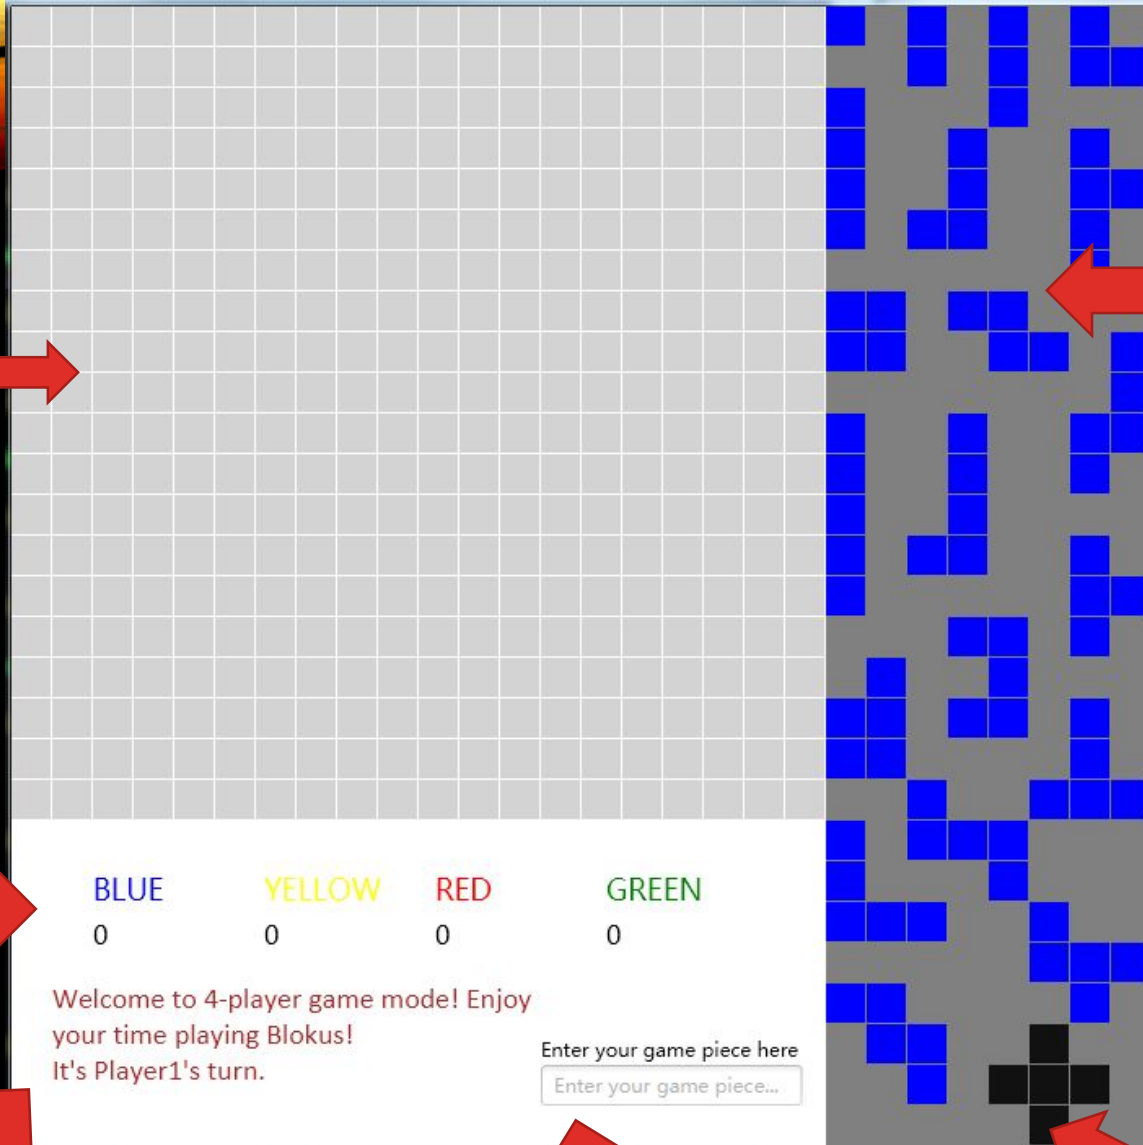 BLUE YELLOW RED GREEN
0 0 0 0
Welcome to 4-player game mode! Enjoy
your time playing Blokus!
It's Player1's turn.
Enter your game piece here
Enter your game piece...